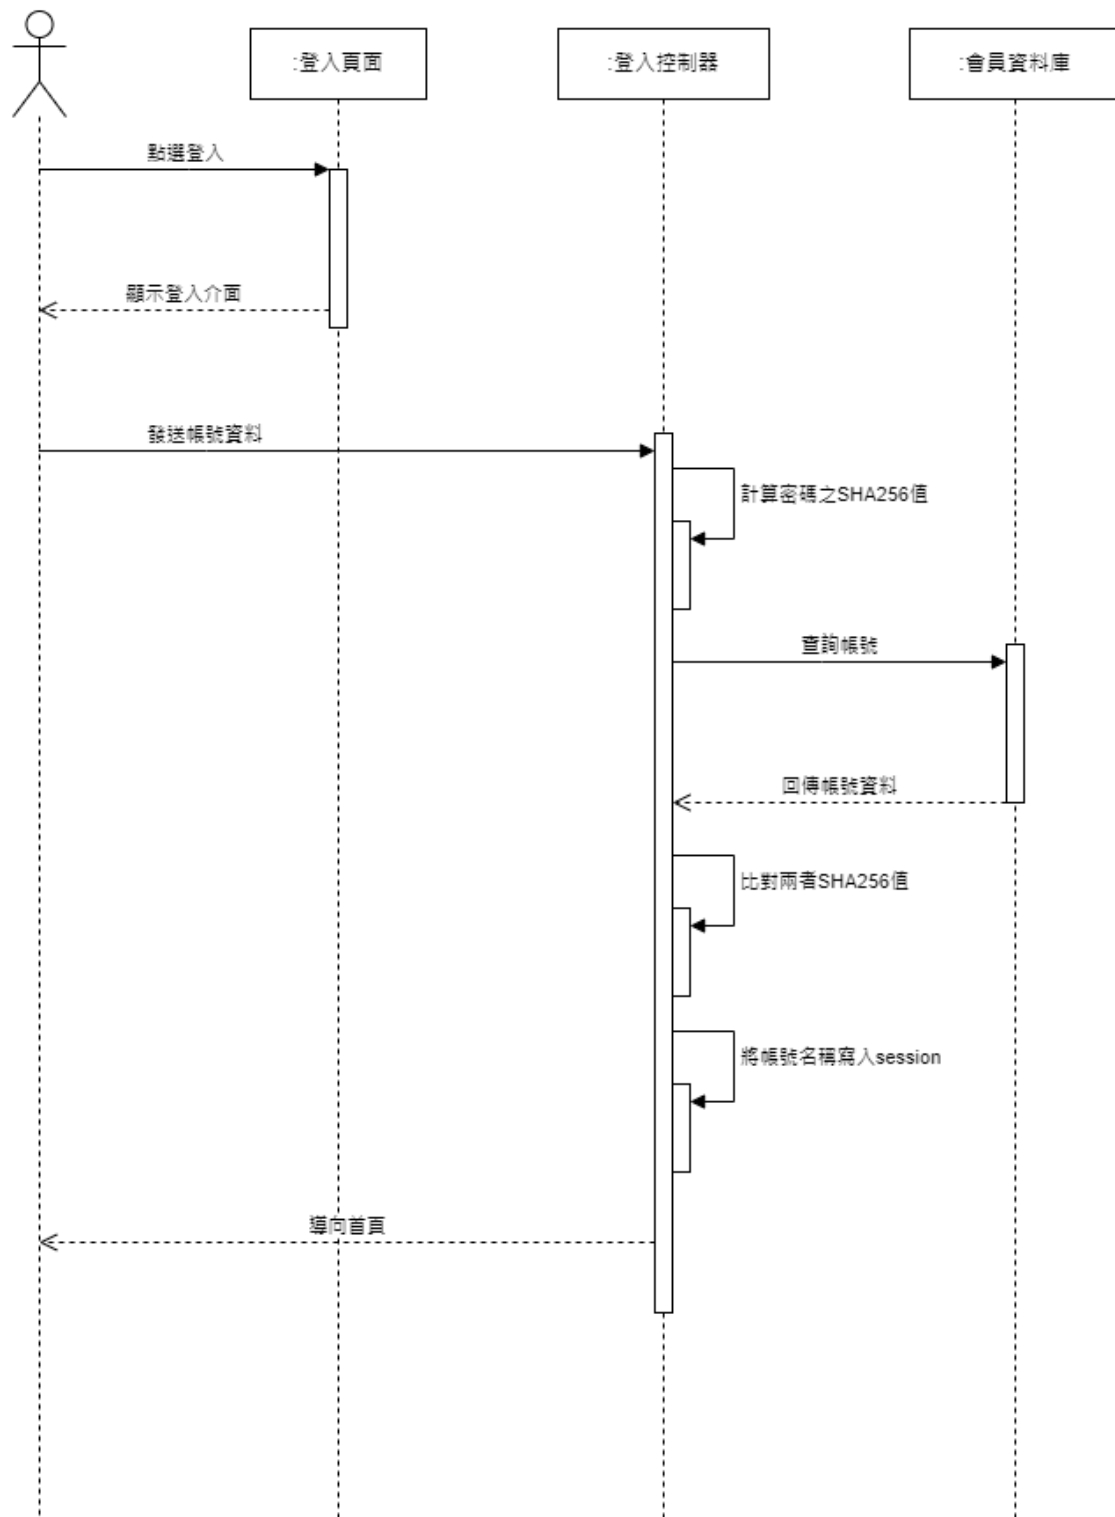 :登入頁面
:登入控制器
:會員資料庫
點選登入
顯示登入介面
發送帳號資料
計算密碼之SHA256值
查詢帳號
回傳帳號資料
比對兩者SHA256值
將帳號名稱寫入session
導向首頁